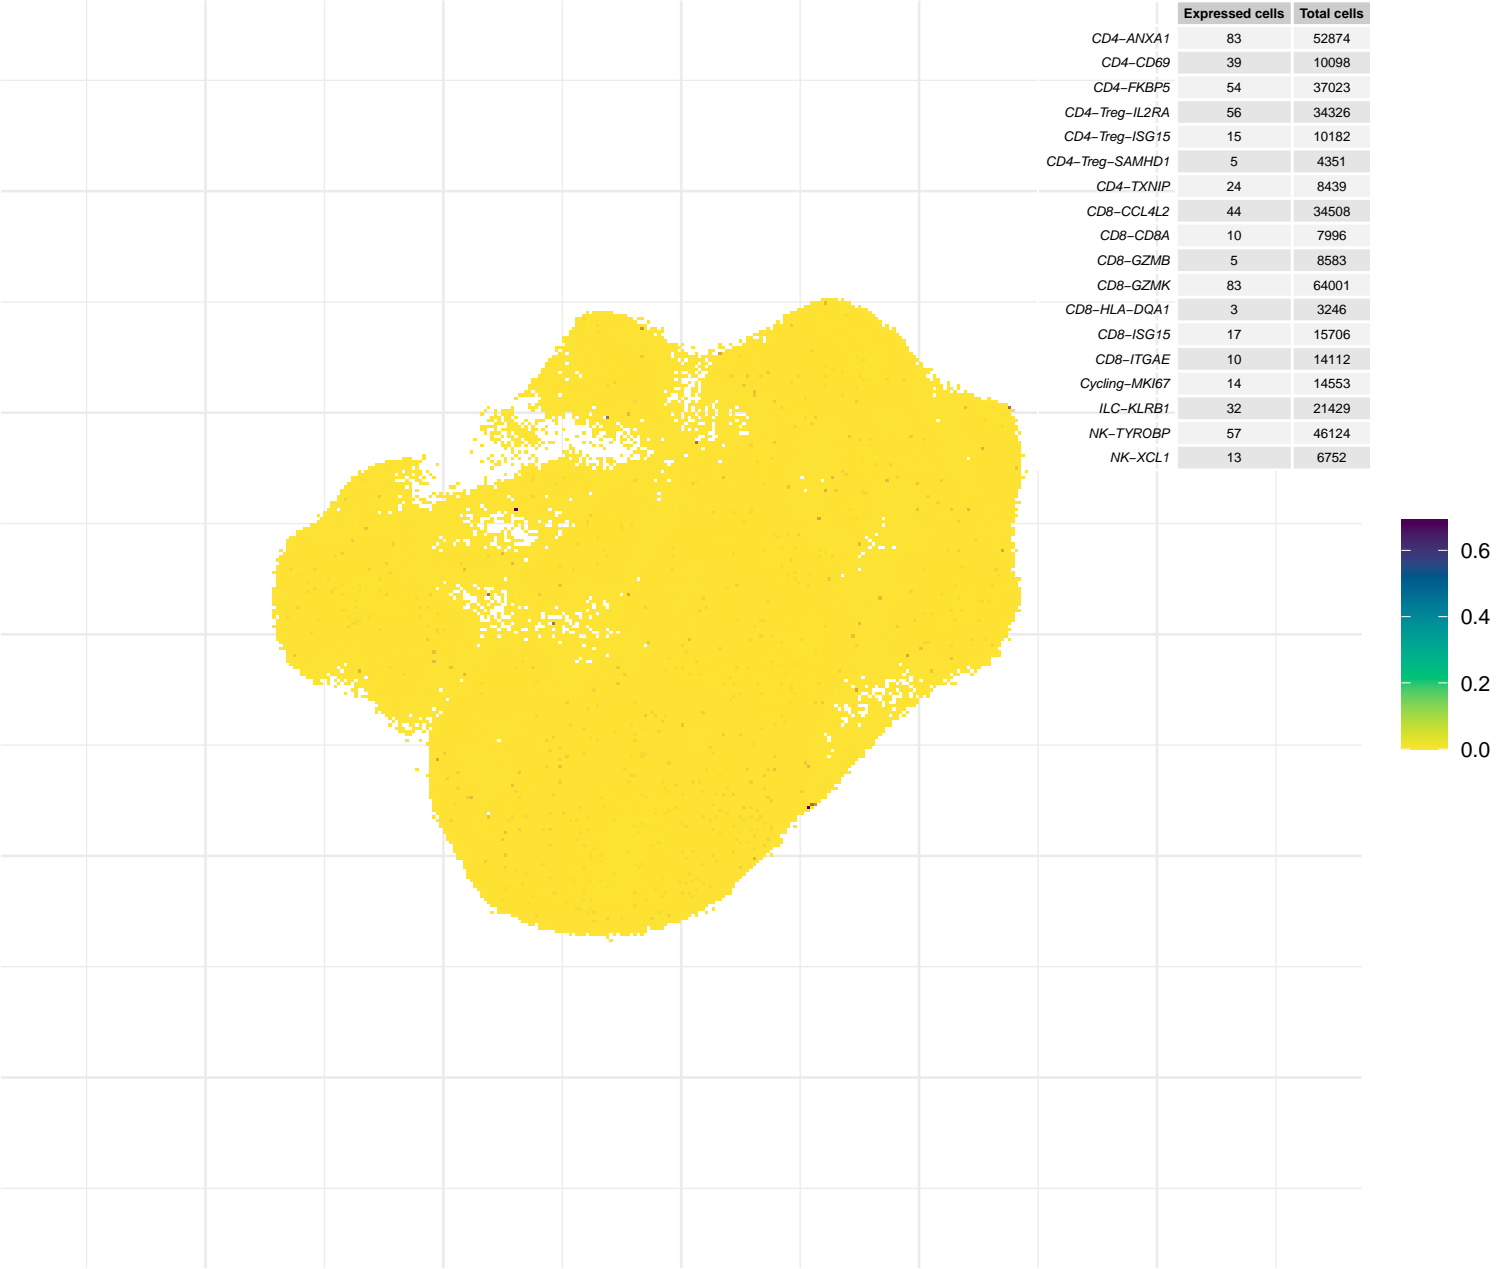 Expressed cells Total cells
CD4−ANXA1 83 52874
CD4−CD69 39 10098
CD4−FKBP5 54 37023
CD4−Treg−IL2RA 56 34326
CD4−Treg−ISG15 15 10182
CD4−Treg−SAMHD1 5 4351
CD4−TXNIP 24 8439
CD8−CCL4L2 44 34508
CD8−CD8A 10 7996
CD8−GZMB 5 8583
CD8−GZMK 83 64001
CD8−HLA−DQA1 3 3246
CD8−ISG15 17 15706
CD8−ITGAE 10 14112
Cycling−MKI67 14 14553
ILC−KLRB1 32 21429
NK−TYROBP 57 46124
NK−XCL1 13 6752
0.6
0.4
0.2
0.0